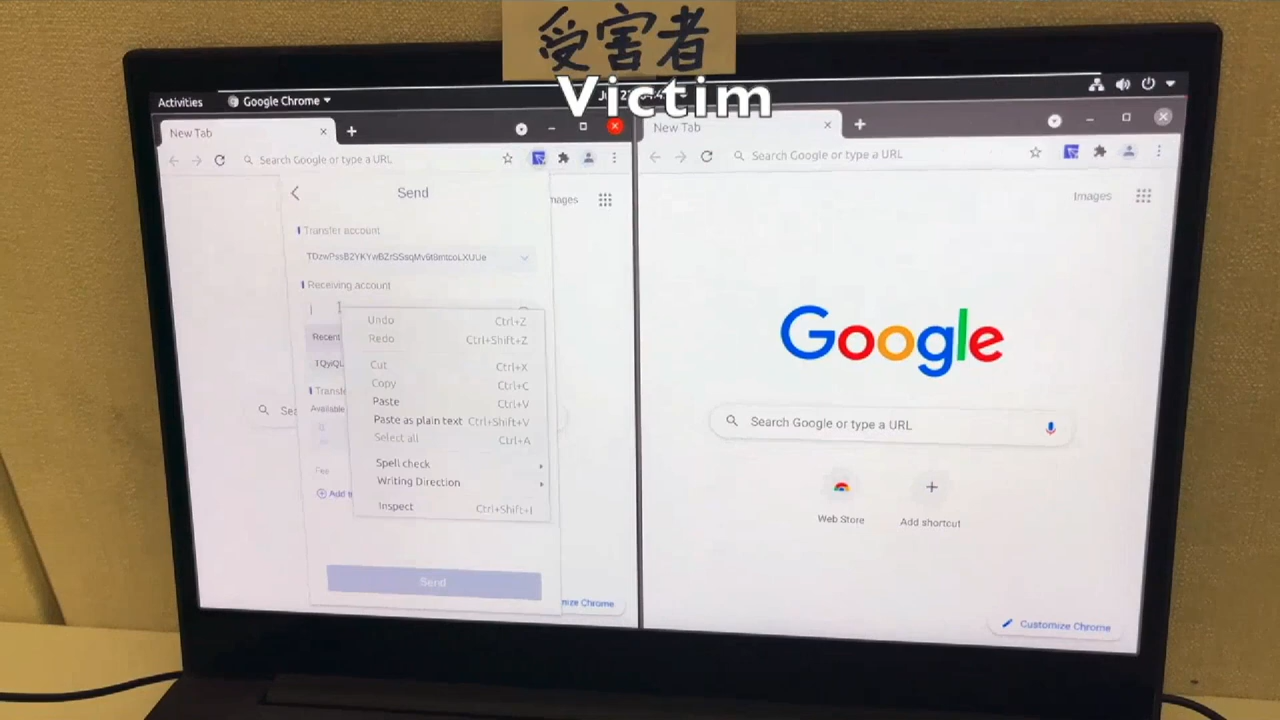 受害者
Victim
Activities
Google Chrome
New Tab
Search Google or type a URL
Images
Send
Transfer account
TDzwPssB2YKYwBZrSSsqMv6t8mtcoLXUUe
Receiving account
Recent
Available
Fee
Undo Ctrl+Z
Redo Ctrl+Shift+Z
Cut Ctrl+X
Copy Ctrl+C
Paste Ctrl+V
Paste as plain text Ctrl+Shift+V
Select all Ctrl+A
Spell check
Writing Direction
Inspect Ctrl+Shift+I
Send
Chrome
New Tab
Search Google or type a URL
Images
Google
Search Google or type a URL
Web Store
Add shortcut
Customize Chrome